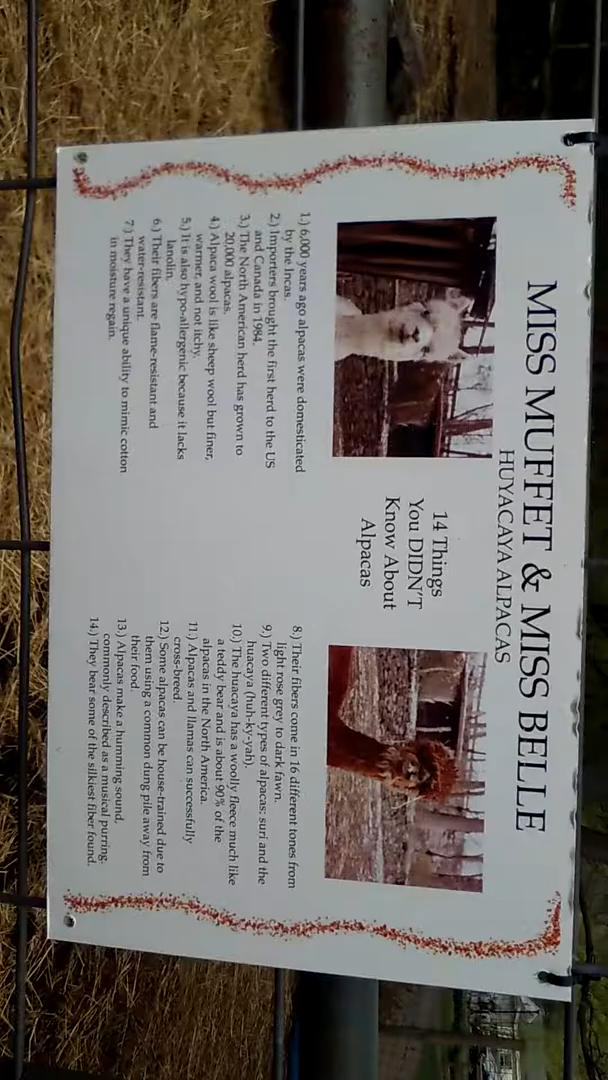 MISS MUFFET & MISS BELLE
HUYACAYA ALPACAS
14 Things
You DIDN'T
Know About
Alpacas
1.) 6,000 years ago alpacas were domesticated
by the Incas.
2.) Importers brought the first herd to the US
and Canada in 1984.
3.) The North American herd has grown to
20,000 alpacas.
4.) Alpaca wool is like sheep wool but finer,
warmer, and not itchy.
5.) It is also hypo-allergenic because it lacks
lanolin.
6.) Their fibers are flame-resistant and
water-resistant.
7.) They have a unique ability to mimic cotton
in moisture regain.
8.) Their fibers come in 16 different tones from
light rose grey to dark fawn.
9.) Two different types of alpacas: suri and the
huacaya (huh-ky-yah).
10.) The huacaya has a woolly fleece much like
a teddy bear and is about 90% of the
alpacas in the North America.
11.) Alpacas and llamas can successfully
cross-breed.
12.) Some alpacas can be house-trained due to
them using a common dung pile away from
their food.
13.) Alpacas make a humming sound,
commonly described as a musical purring.
14.) They bear some of the silkiest fiber found.